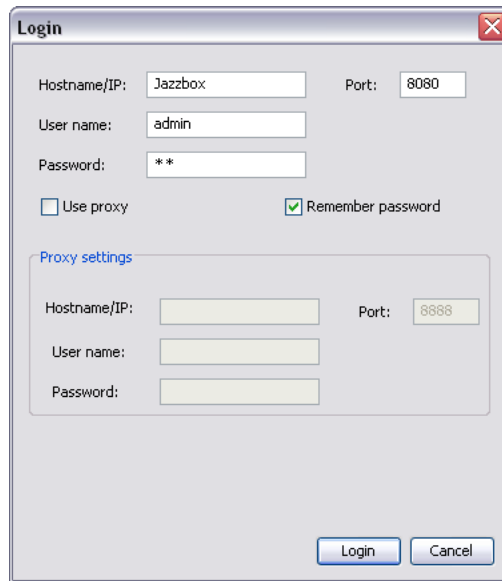 Login
Hostname/IP: Jazzbox Port: 8080
User name: admin
Password: **
Use proxy Remember password
Proxy settings
Hostname/IP: Port: 8888
User name:
Password:
Login Cancel